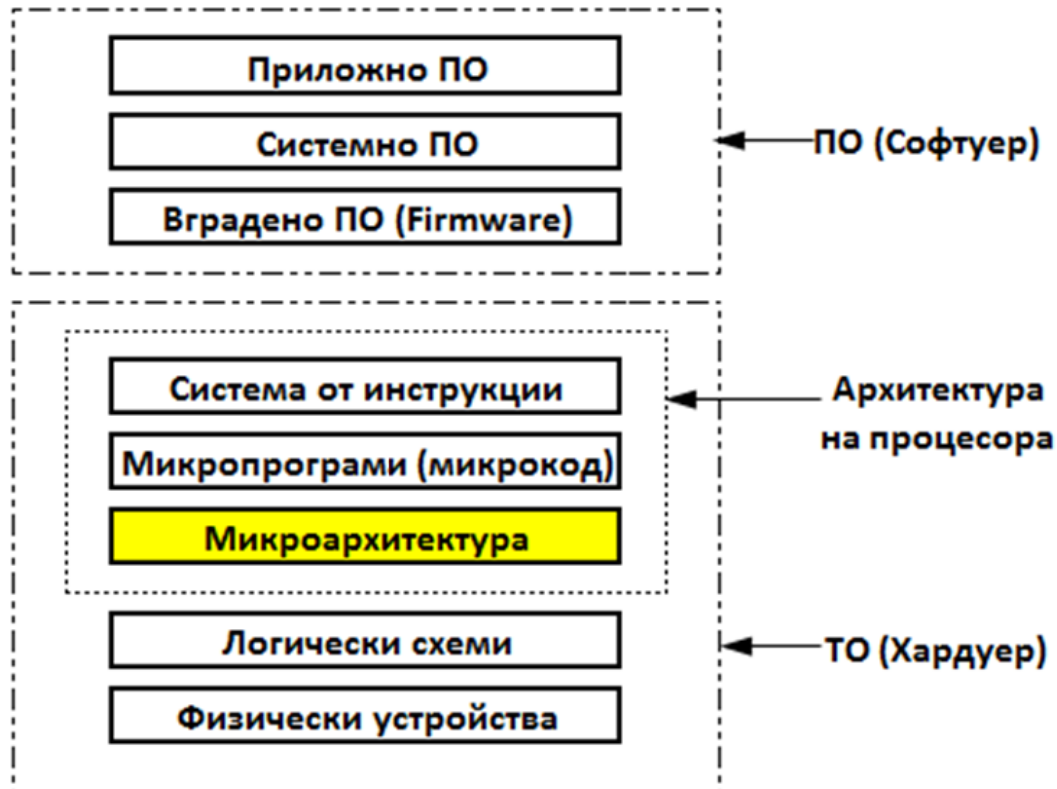 Приложно ПО
Системно ПО
Вградено ПО (Firmware)
ПО (Софтуер)
Система от инструкции
Микропрограми (микрокод)
Микроархитектура
Архитектура
на процесора
Логически схеми
Физически устройства
ТО (Хардуер)